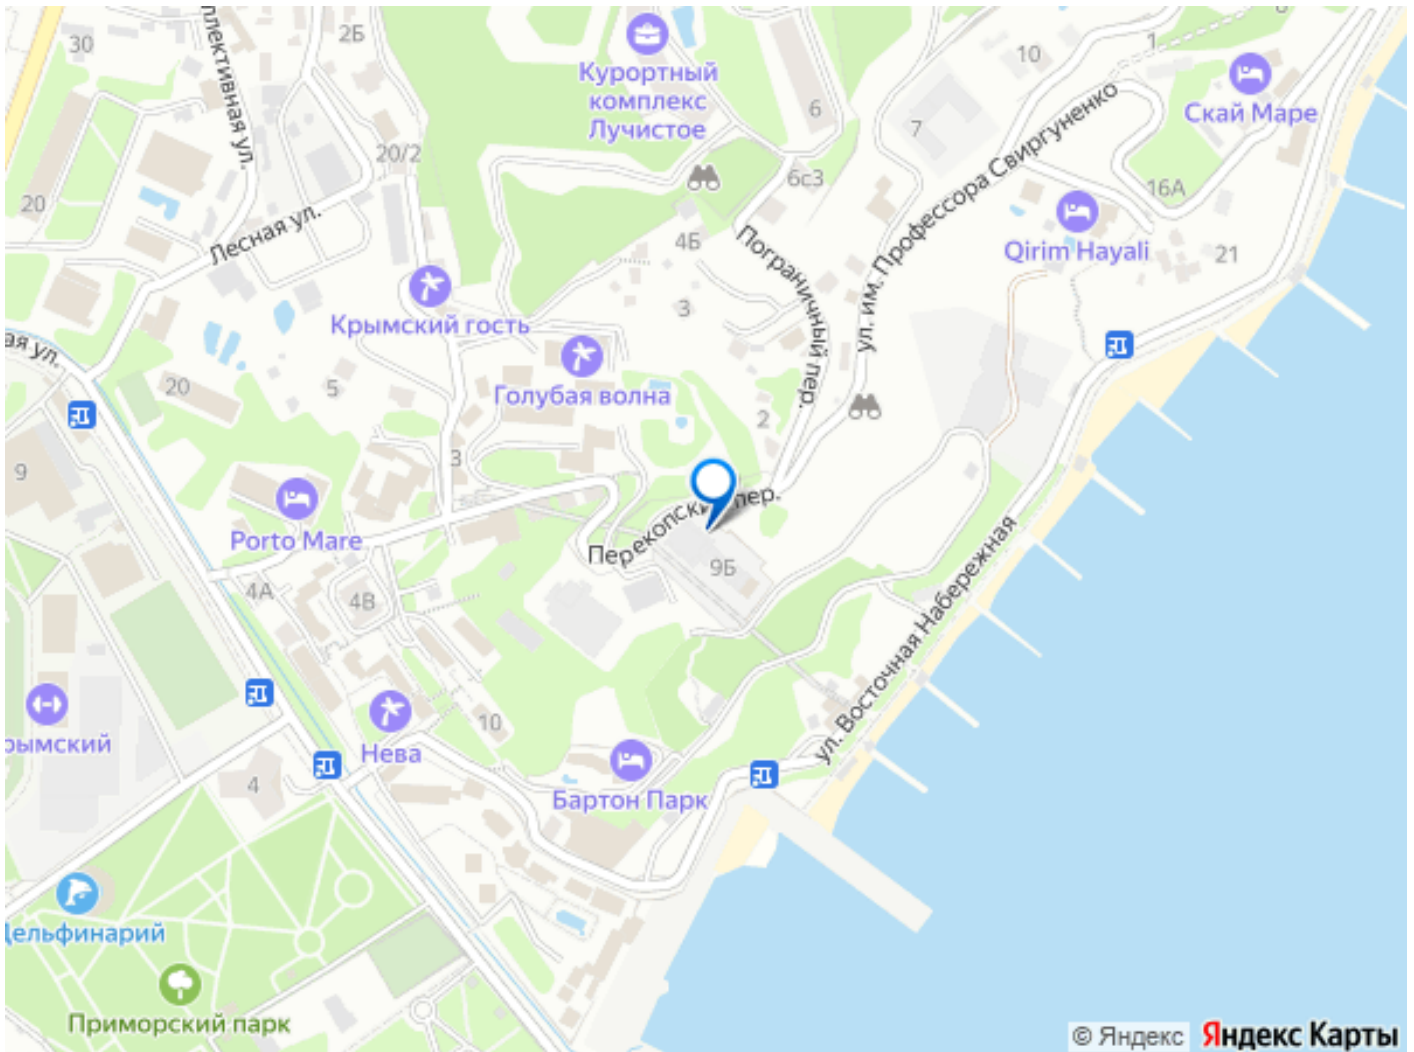 30
2Б
10
1
Курортный
комплекс
Лучистое
Скай Маре
6
7
20/2
6с3
16А
20
Лесная ул.
ул. им. Профессора Свиргуненко
4Б
Пограничный пер.
Qirim Hayali
21
3
Крымский гость
20
5
Голубая волна
2
9
3
Porto Mare
Перекопский пер.
9Б
4А
4В
ул. Восточная Набережная
10
Нева
4
Бартон Парк
Приморский парк
© Яндекс Яндекс Карты